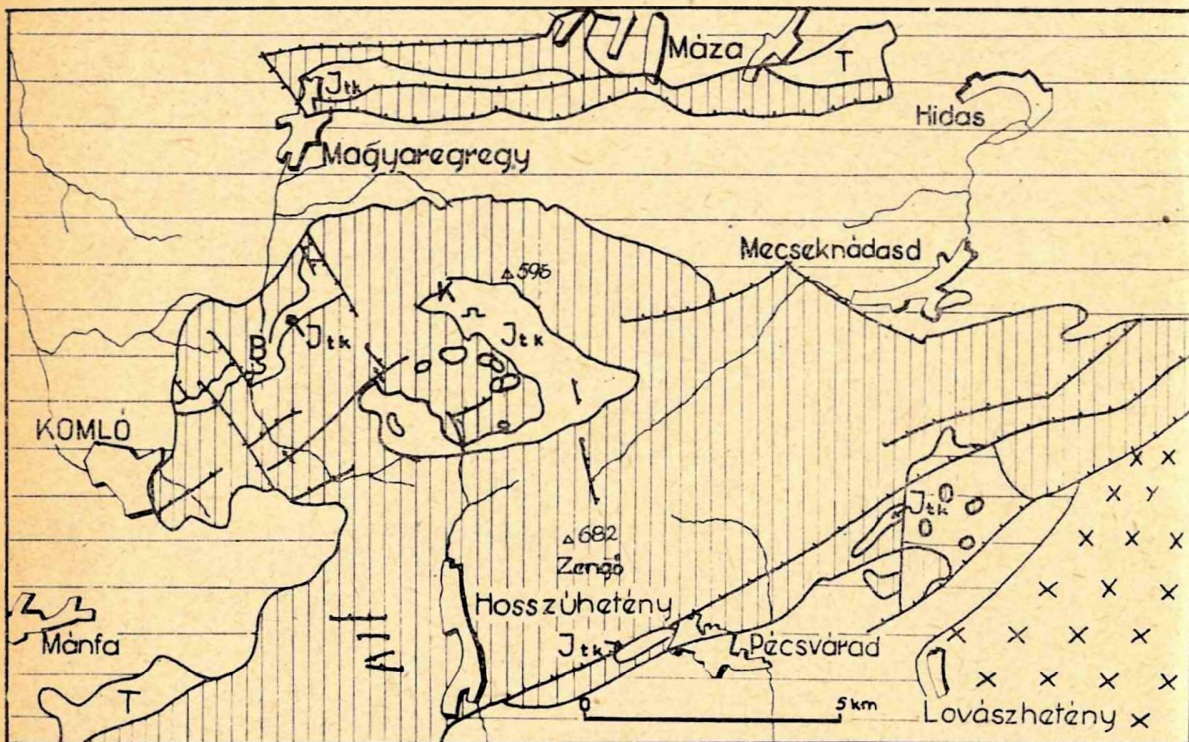 Máza
T
Jtk
Hidas
Magyaregregy
Mecseknádasd
596
K
Jtk
B
Jtk
KOMLÓ
Jtk
682
Zengő
Hosszúhetény
Mánfa
Jtk
Pécsvárad
T
0
5 km
Lovászhetény